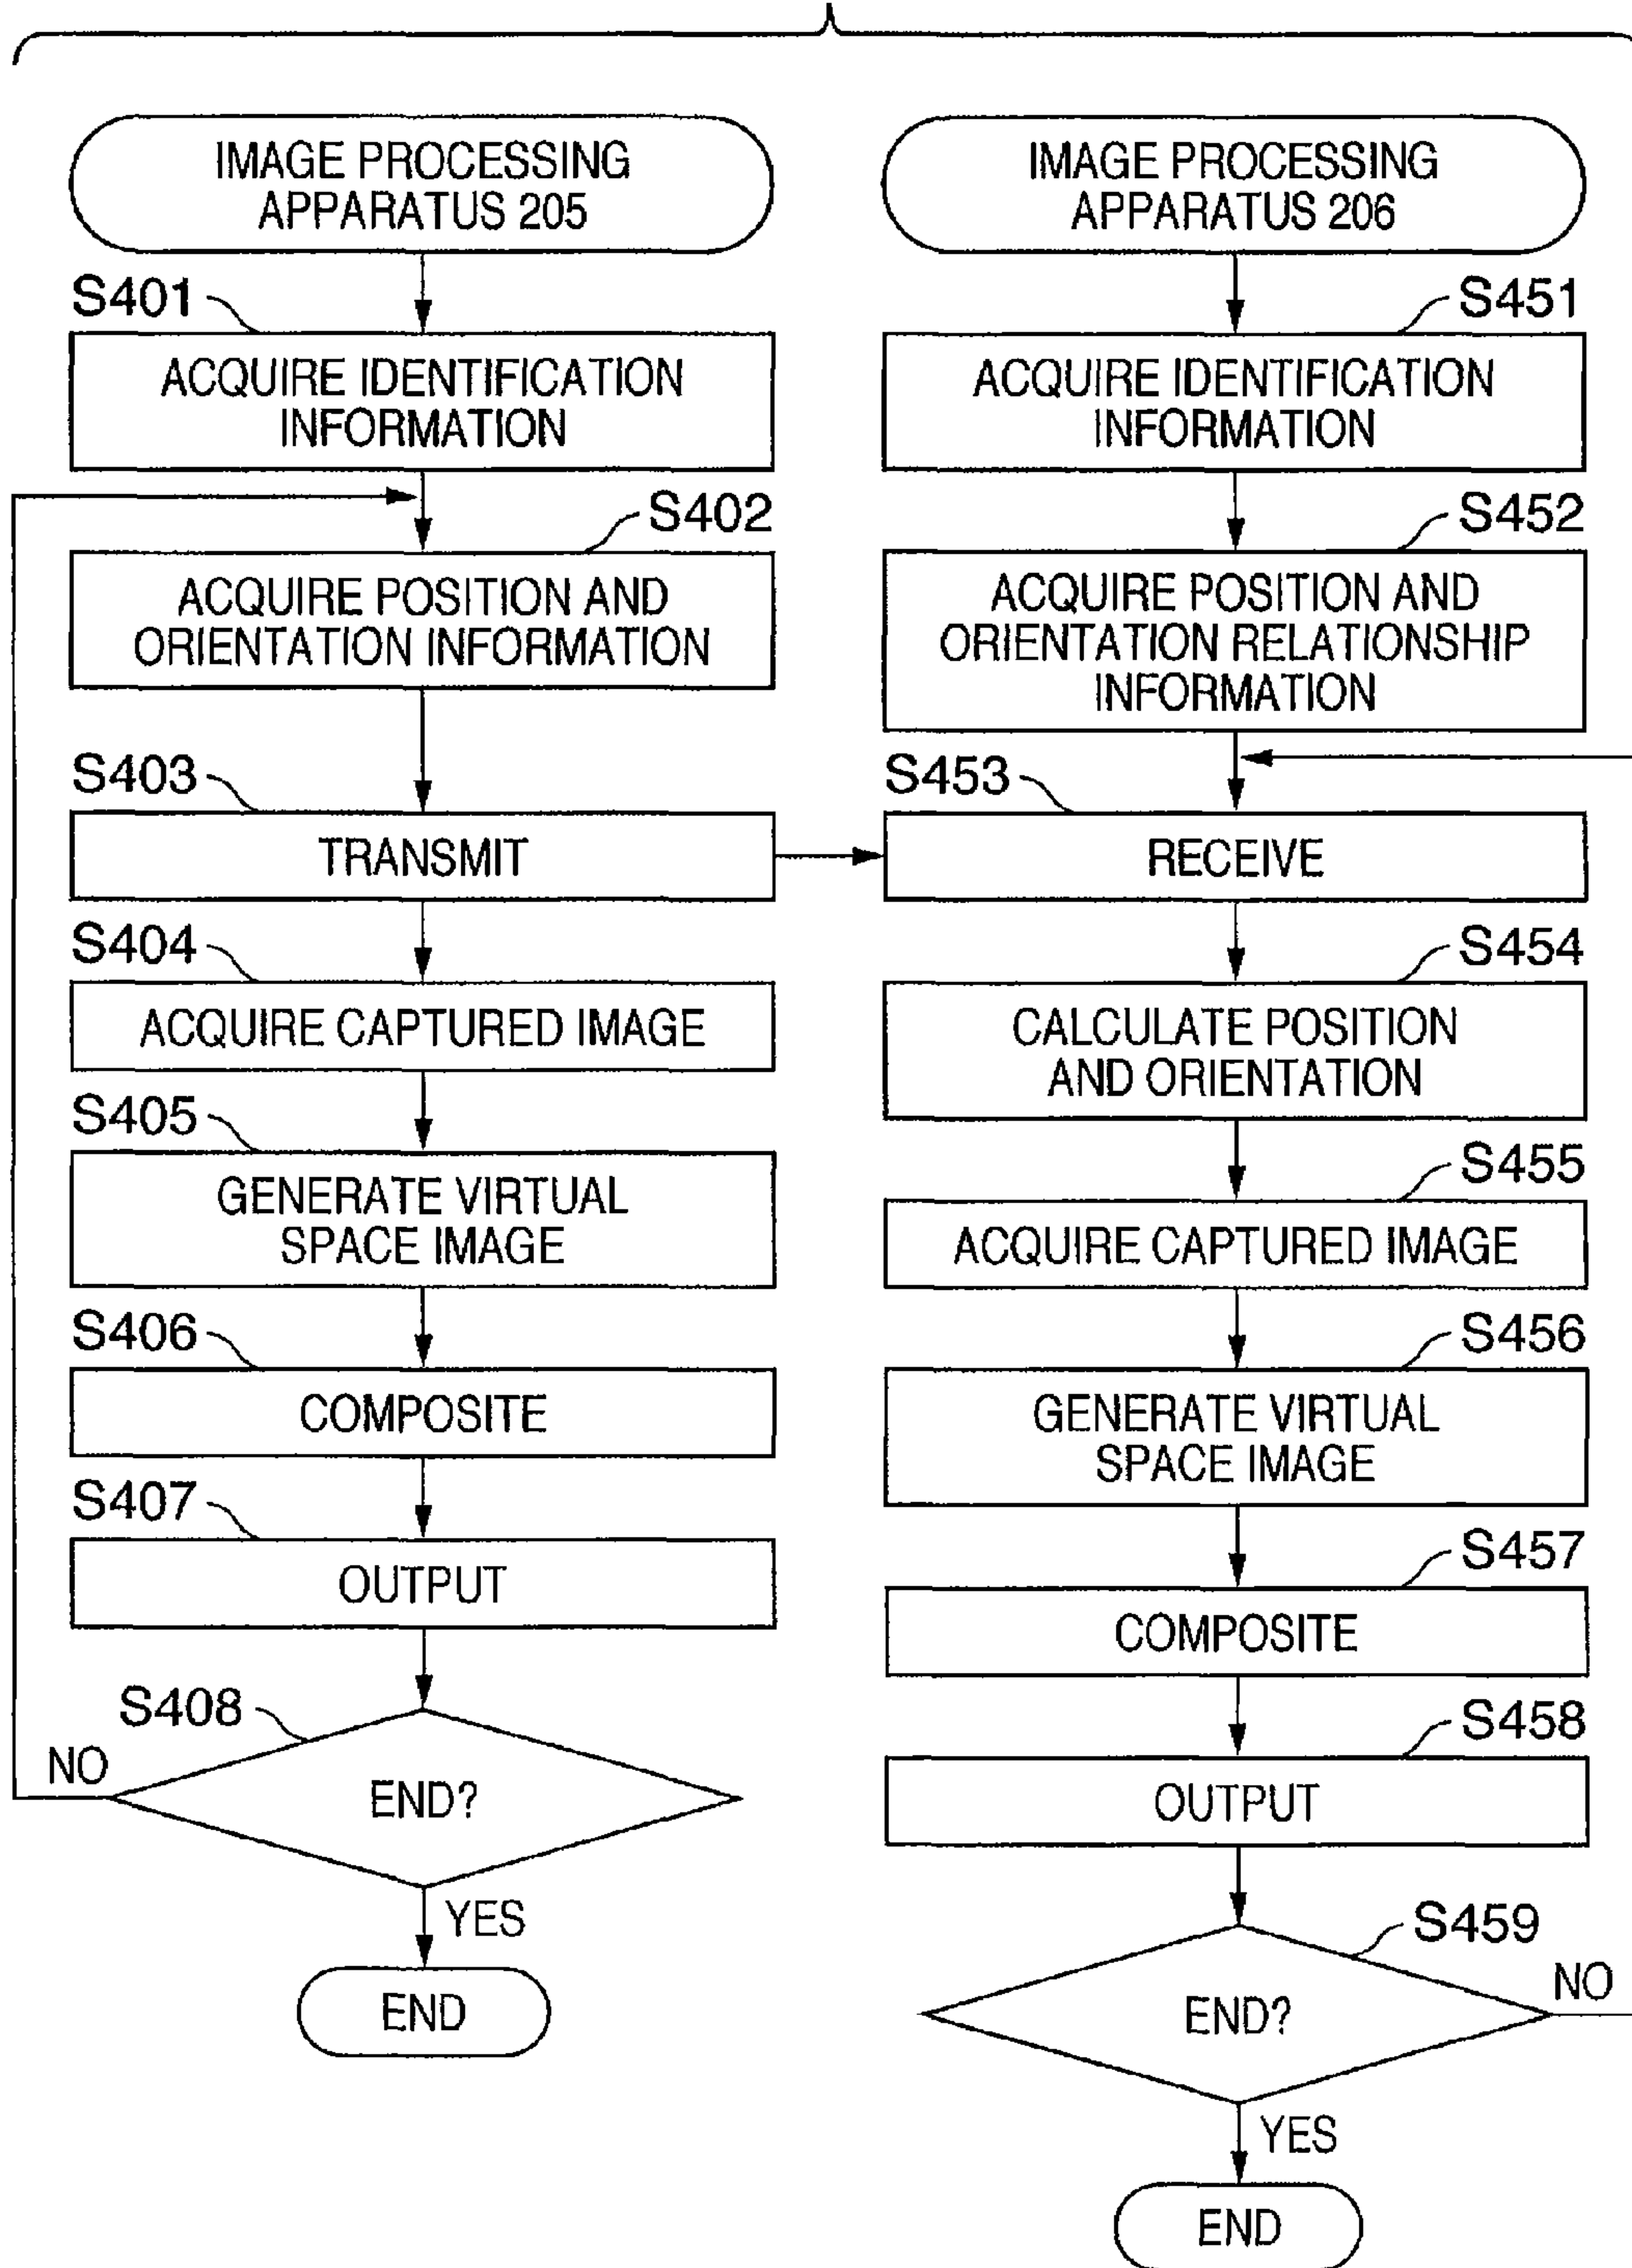 IMAGE PROCESSING
APPARATUS 205
S401
ACQUIRE IDENTIFICATION
INFORMATION
S402
ACQUIRE POSITION AND
ORIENTATION INFORMATION
S403
TRANSMIT
S404
ACQUIRE CAPTURED IMAGE
S405
GENERATE VIRTUAL
SPACE IMAGE
S406
COMPOSITE
S407
OUTPUT
S408
NO
END?
YES
END
IMAGE PROCESSING
APPARATUS 206
S451
ACQUIRE IDENTIFICATION
INFORMATION
S452
ACQUIRE POSITION AND
ORIENTATION RELATIONSHIP
INFORMATION
S453
RECEIVE
S454
CALCULATE POSITION
AND ORIENTATION
S455
ACQUIRE CAPTURED IMAGE
S456
GENERATE VIRTUAL
SPACE IMAGE
S457
COMPOSITE
S458
OUTPUT
S459
NO
END?
YES
END